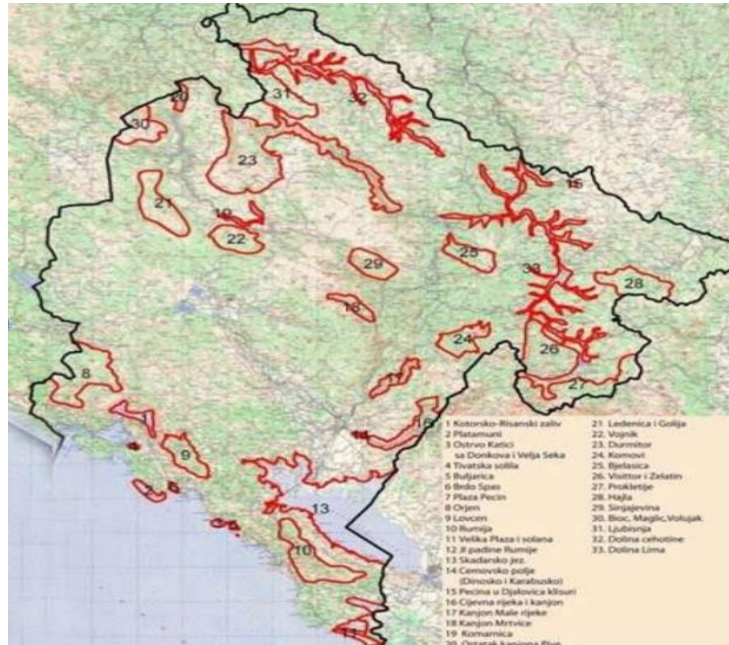 31
32
30
23
15
21
19
22
25
29
33
28
18
24
26
8
27
16
14
9
13
10
11
1 Kotorsko-Risanski zaliv
2 Platamuni
3 Ostrvo Katici
sa Donkova i Velja Seka
4 Tivatska solila
5 Buljarica
6 Brdo Spas
7 Plaza Pecin
8 Orjen
9 Lovcen
10 Rumija
11 Velika Plaza i solana
12 JI padine Rumije
13 Skadarsko jez.
14 Cemovsko polje
(Dinosko i Karabusko)
15 Pecina u Djalovica klisuri
16 Cijevna rijeka i kanjon
17 Kanjon Male rijeke
18 Kanjon Mrtvice
19 Komarnica
20 Ostatak kanjona Pive
21 Ledenica i Golija
22. Vojnik
23. Durmitor
24. Komovi
25. Bjelasica
26. Visitor i Zelatin
27. Prokletije
28. Hajla
29. Sinjajevina
30. Bioc, Maglic, Volujak
31. Ljubisnja
32. Dolina cehotine
33. Dolina Lima